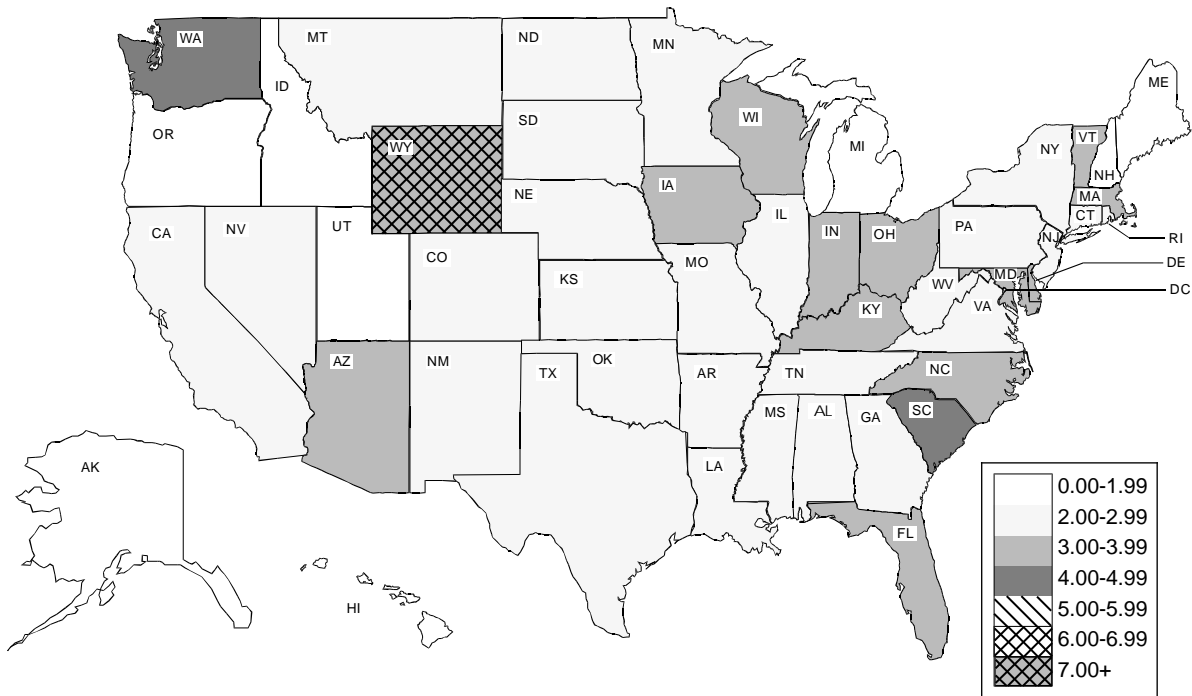 WA
MT
ND
MN
ME
ID
OR
SD
WI
VT
MI
NY
NH
WY
IA
MA
NE
CT
CA
NV
UT
IL
IN
OH
PA
NJ
RI
CO
MO
DE
KS
WV
MD
DC
KY
VA
AZ
NM
TX
OK
AR
TN
NC
MS
AL
GA
SC
LA
AK
FL
HI
0.00-1.99
2.00-2.99
3.00-3.99
4.00-4.99
5.00-5.99
6.00-6.99
7.00+